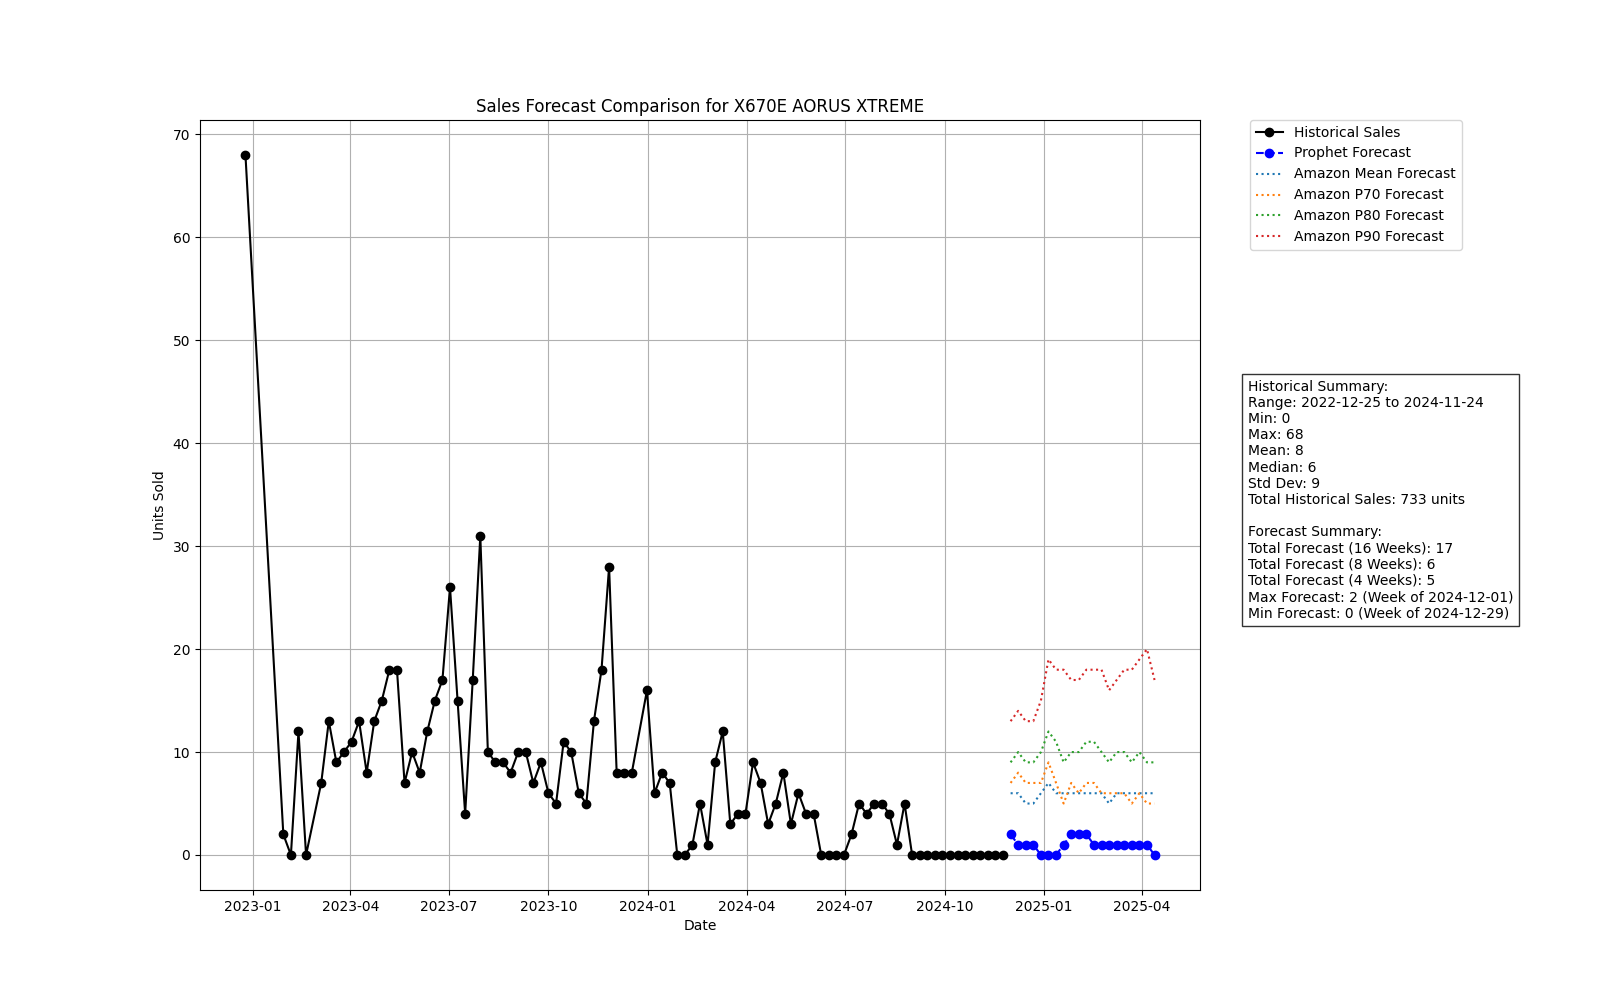 Sales Forecast Comparison for X670E AORUS XTREME
70
60
50
40
30
20
10
0
Units Sold
2023-01
2023-04
2023-07
2023-10
2024-01
2024-04
2024-07
2024-10
2025-01
2025-04
Date
Historical Sales
Prophet Forecast
Amazon Mean Forecast
Amazon P70 Forecast
Amazon P80 Forecast
Amazon P90 Forecast
Historical Summary:
Range: 2022-12-25 to 2024-11-24
Min: 0
Max: 68
Mean: 8
Median: 6
Std Dev: 9
Total Historical Sales: 733 units
Forecast Summary:
Total Forecast (16 Weeks): 17
Total Forecast (8 Weeks): 6
Total Forecast (4 Weeks): 5
Max Forecast: 2 (Week of 2024-12-01)
Min Forecast: 0 (Week of 2024-12-29)